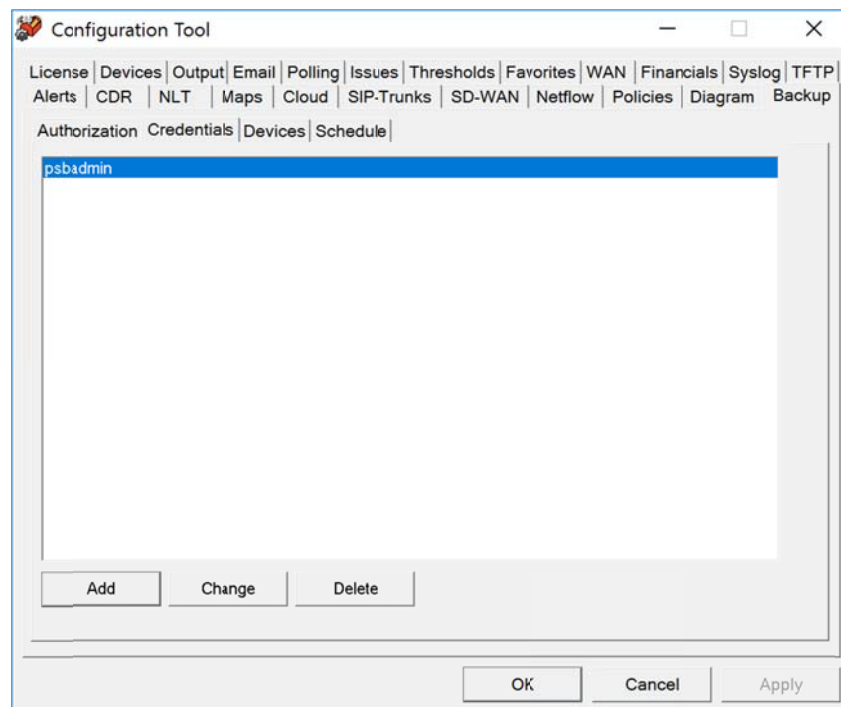 Configuration Tool
License Devices Output Email Polling Issues Thresholds Favorites WAN Financials Syslog TFTP
Alerts CDR NLT Maps Cloud SIP-Trunks SD-WAN Netflow Policies Diagram Backup
Authorization Credentials Devices Schedule
psbadmin
Add Change Delete
OK Cancel Apply